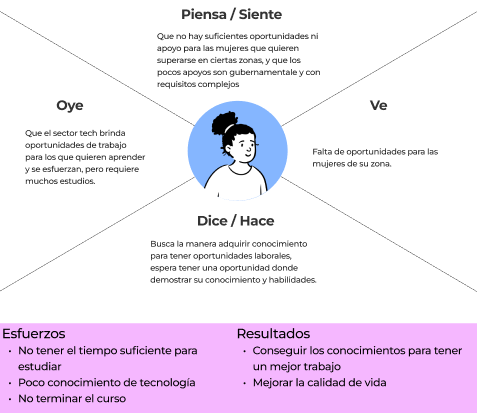 Piensa / Siente
Que no hay suficientes oportunidades ni
apoyo para las mujeres que quieren
superarse en ciertas zonas, y que los
pocos apoyos son gubernamentale y con
requisitos complejos
Oye
Que el sector tech brinda
oportunidades de trabajo
para los que quieren aprender
y se esfuerzan, pero requiere
muchos estudios.
Ve
Falta de oportunidades para las
mujeres de su zona.
Dice / Hace
Busca la manera adquirir conocimiento
para tener oportunidades laborales,
espera tener una oportunidad donde
demostrar su conocimiento y habilidades.
Esfuerzos
• No tener el tiempo suficiente para
estudiar
• Poco conocimiento de tecnología
• No terminar el curso
Resultados
• Conseguir los conocimientos para tener
un mejor trabajo
• Mejorar la calidad de vida